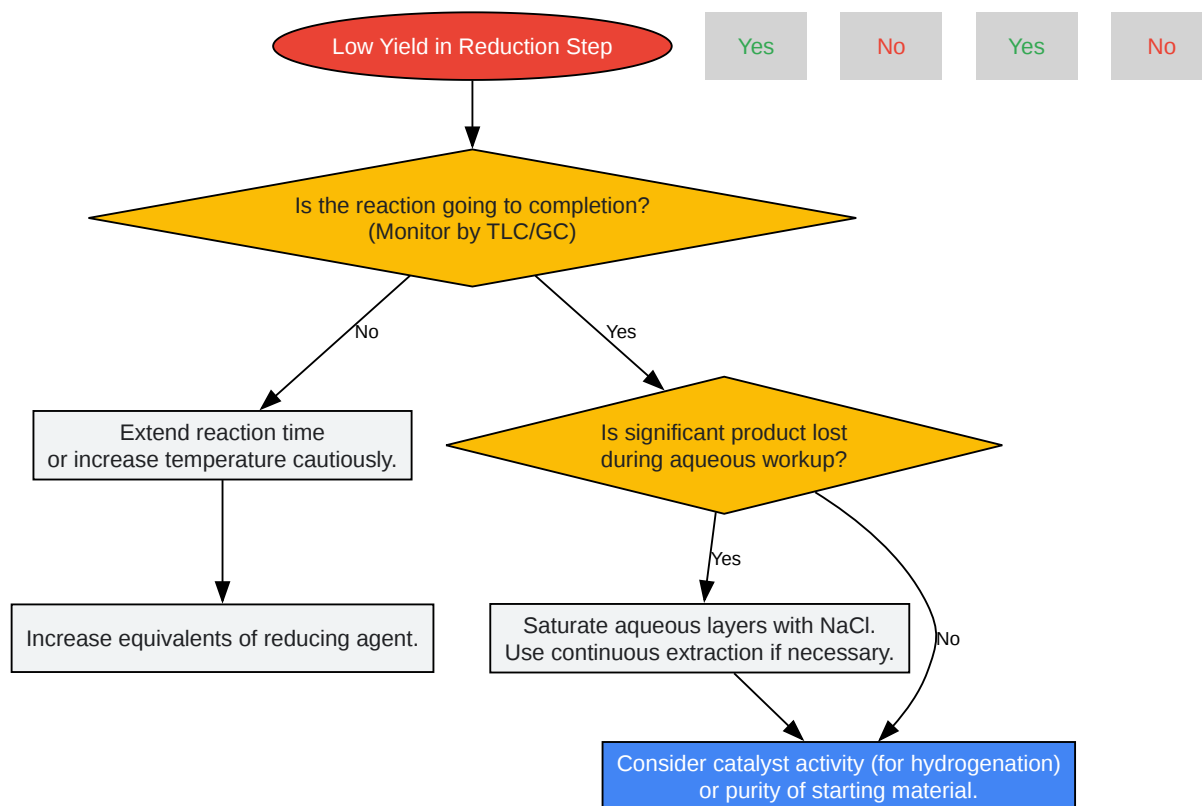 Low Yield in Reduction Step
Yes
No
Yes
No
Is the reaction going to completion?
(Monitor by TLC/GC)
No
Yes
Extend reaction time
or increase temperature cautiously.
Is significant product lost
during aqueous workup?
Yes
Increase equivalents of reducing agent.
Saturate aqueous layers with NaCl.
Use continuous extraction if necessary.
No
Consider catalyst activity (for hydrogenation)
or purity of starting material.